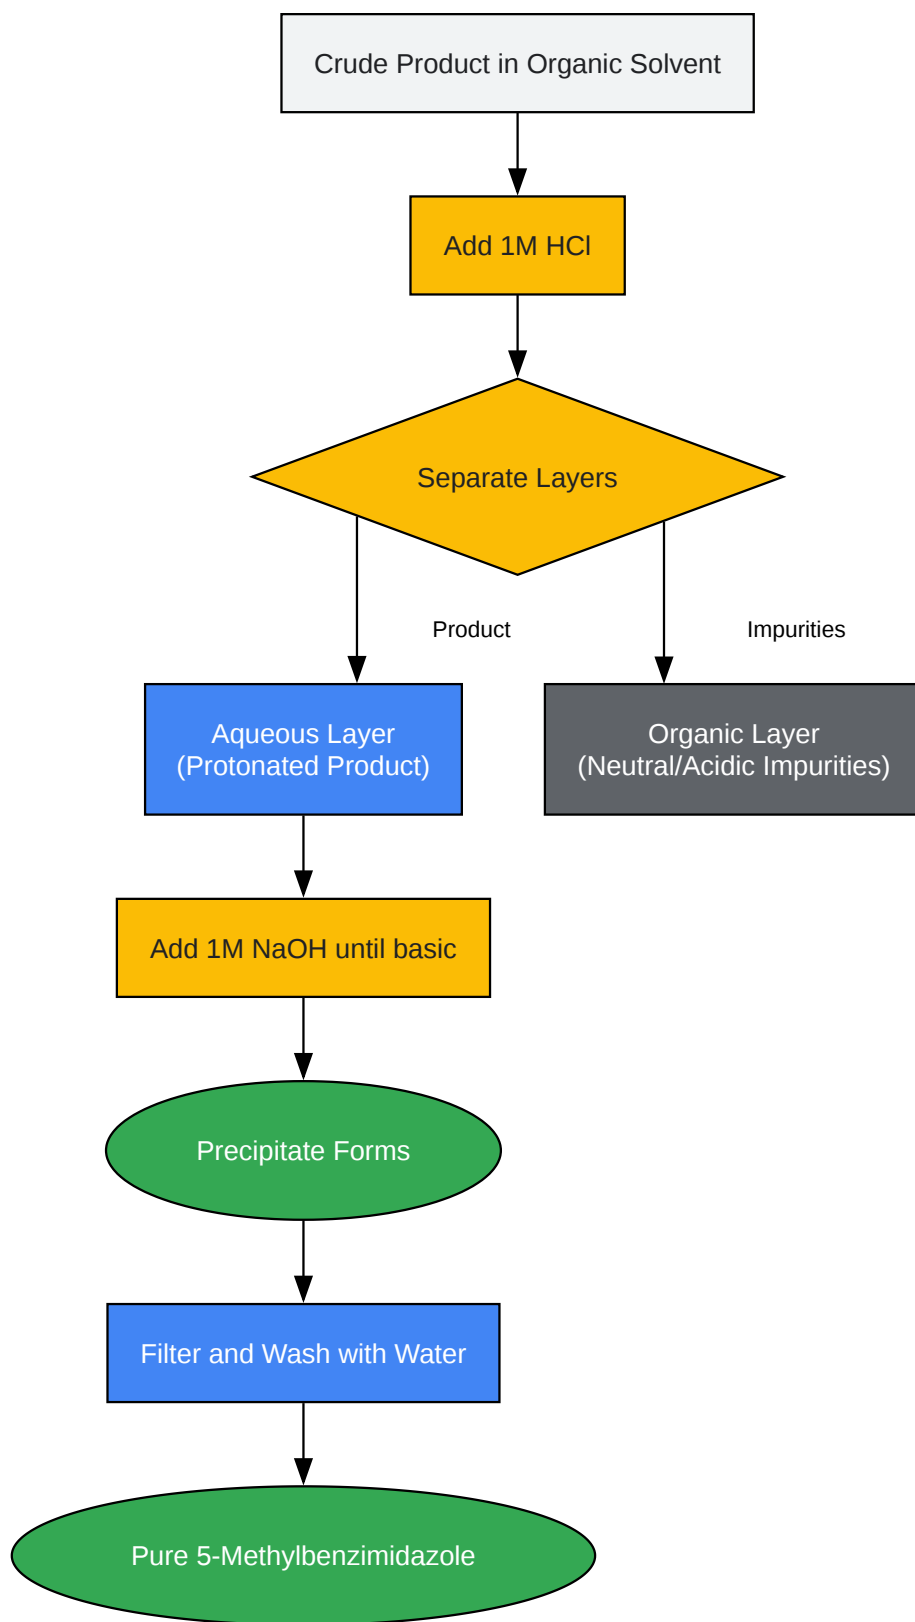 Crude Product in Organic Solvent
Add 1M HCl
Separate Layers
Product
Impurities
Aqueous Layer
(Protonated Product)
Organic Layer
(Neutral/Acidic Impurities)
Add 1M NaOH until basic
Precipitate Forms
Filter and Wash with Water
Pure 5-Methylbenzimidazole